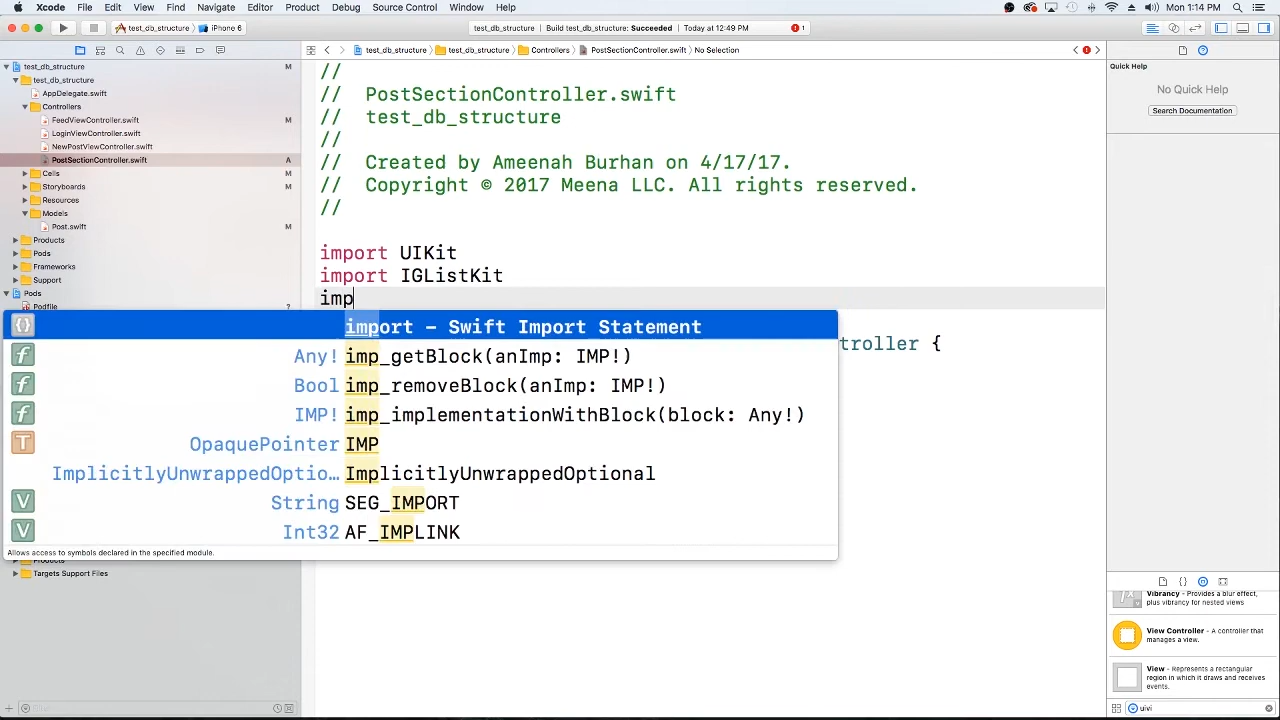 Xcode File Edit View Find Navigate Editor Product Debug Source Control Window Help
Mon 1:14 PM
test_db_structure iPhone 6
test_db_structure Build test_db_structure: Succeeded Today at 12:49 PM 1
test_db_structure test_db_structure Controllers PostSectionController.swift No Selection
test_db_structure M
test_db_structure
AppDelegate.swift
Controllers
FeedViewController.swift M
LoginViewController.swift
NewPostViewController.swift
PostSectionController.swift A
Cells
Storyboards
Resources
Models
Post.swift M
Products
Pods
Frameworks
Support
Pods
Podfile ?
Products
Targets Support Files
//
// PostSectionController.swift
// test_db_structure
//
// Created by Ameenah Burhan on 4/17/17.
// Copyright © 2017 Meena LLC. All rights reserved.
//
import UIKit
import IGListKit
imp
troller {
{} import – Swift Import Statement
f Any! imp_getBlock(anImp: IMP!)
f Bool imp_removeBlock(anImp: IMP!)
f IMP! imp_implementationWithBlock(block: Any!)
T OpaquePointer IMP
ImplicitlyUnwrappedOptio… ImplicitlyUnwrappedOptional
V String SEG_IMPORT
V Int32 AF_IMPLINK
Allows access to symbols declared in the specified module.
Quick Help
No Quick Help
Search Documentation
Vibrancy - Provides a blur effect,
plus vibrancy for nested views
View Controller - A controller that
manages a view.
View - Represents a rectangular
region in which it draws and receives
events.
uivi